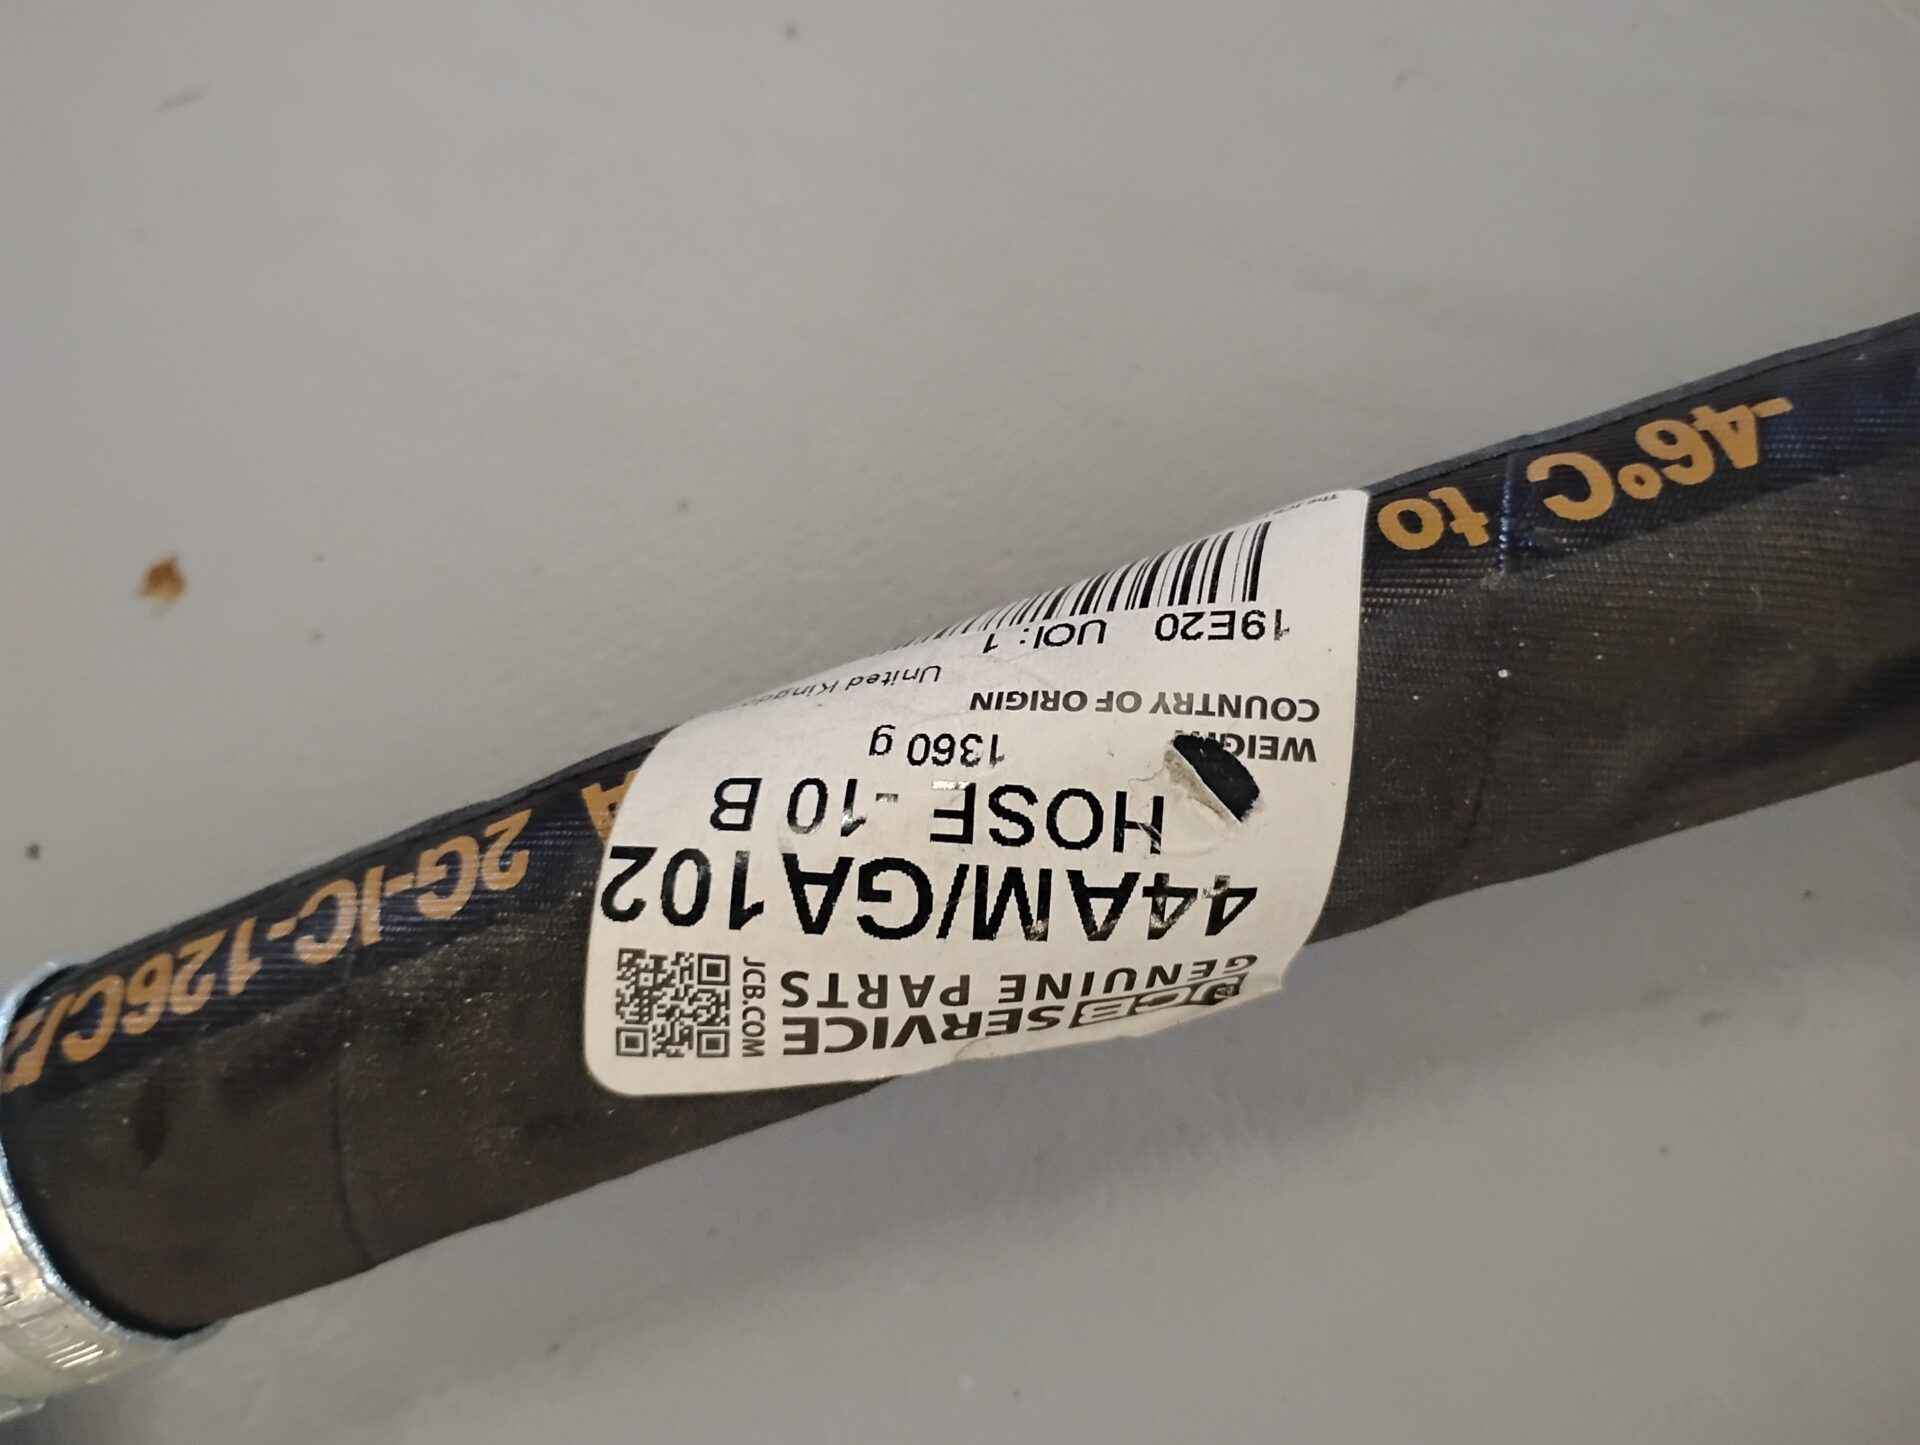 JCB SERVICE
GENUINE PARTS
JCB.COM
44AM/GA102
HOSE -10 B
WEIGHT 1360 g
COUNTRY OF ORIGIN
United Kingdom
19E20 UOI: 1
-46°C to
2G-IC-126C/